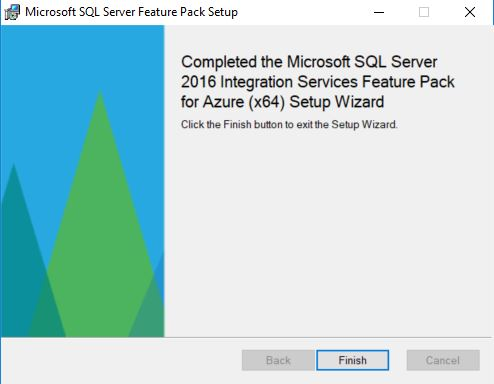 Microsoft SQL Server Feature Pack Setup
Completed the Microsoft SQL Server
2016 Integration Services Feature Pack
for Azure (x64) Setup Wizard
Click the Finish button to exit the Setup Wizard.
Back Finish Cancel